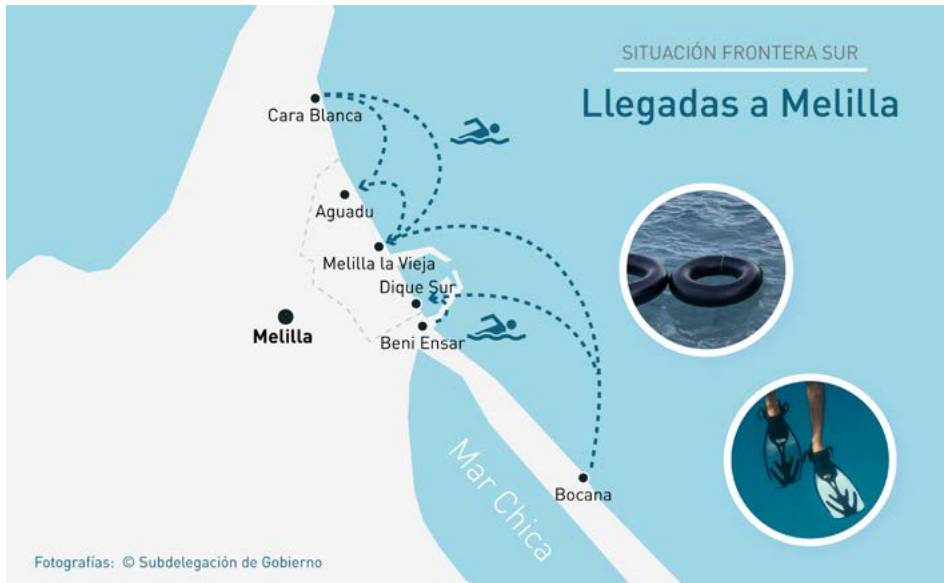 SITUACIÓN FRONTERA SUR
Llegadas a Melilla
Cara Blanca
Aguadu
Melilla la Vieja
Dique Sur
Melilla
Beni Ensar
Mar Chica
Bocana
Fotografías: © Subdelegación de Gobierno